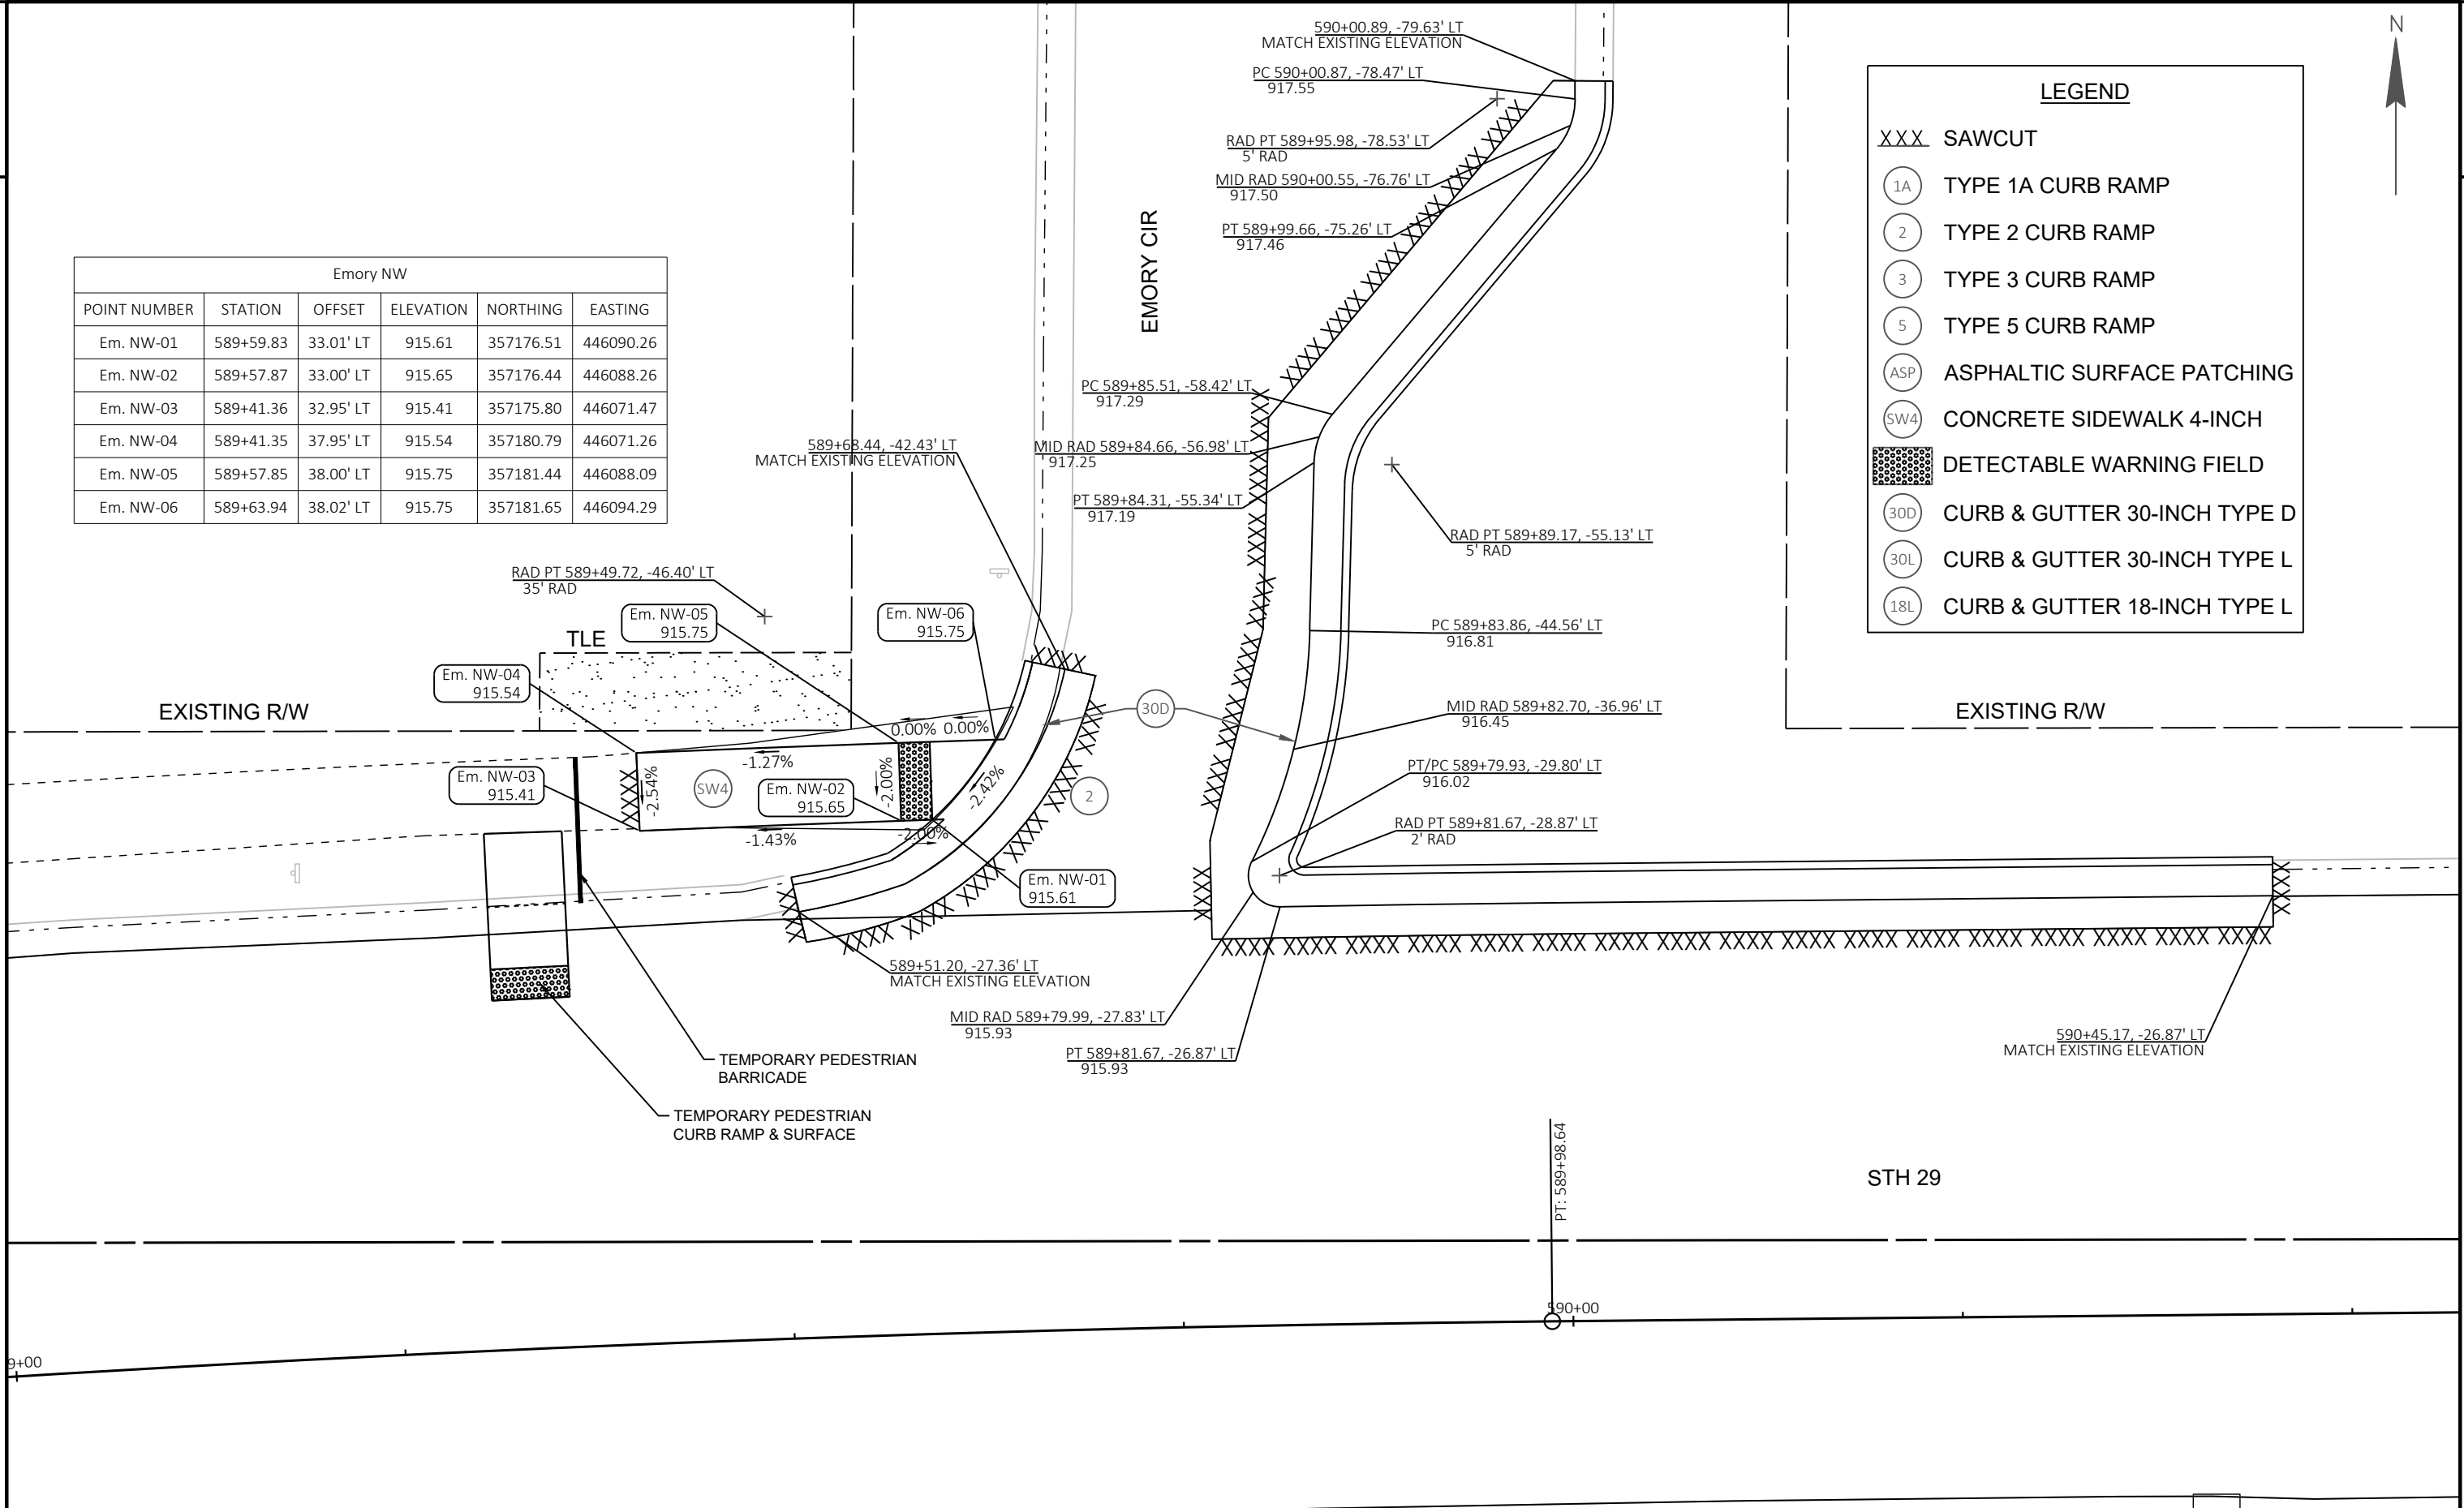 590+00.89, -79.63' LT
MATCH EXISTING ELEVATION
PC 590+00.87, -78.47' LT
917.55
RAD PT 589+95.98, -78.53' LT
5' RAD
MID RAD 590+00.55, -76.76' LT
917.50
PT 589+99.66, -75.26' LT
917.46
EMORY CIR
N
LEGEND
XXX SAWCUT
1A TYPE 1A CURB RAMP
2 TYPE 2 CURB RAMP
3 TYPE 3 CURB RAMP
5 TYPE 5 CURB RAMP
ASP ASPHALTIC SURFACE PATCHING
SW4 CONCRETE SIDEWALK 4-INCH
DETECTABLE WARNING FIELD
30D CURB & GUTTER 30-INCH TYPE D
30L CURB & GUTTER 30-INCH TYPE L
18L CURB & GUTTER 18-INCH TYPE L
Emory NW
POINT NUMBER STATION OFFSET ELEVATION NORTHING EASTING
Em. NW-01 589+59.83 33.01' LT 915.61 357176.51 446090.26
Em. NW-02 589+57.87 33.00' LT 915.65 357176.44 446088.26
Em. NW-03 589+41.36 32.95' LT 915.41 357175.80 446071.47
Em. NW-04 589+41.35 37.95' LT 915.54 357180.79 446071.26
Em. NW-05 589+57.85 38.00' LT 915.75 357181.44 446088.09
Em. NW-06 589+63.94 38.02' LT 915.75 357181.65 446094.29
PC 589+85.51, -58.42' LT
917.29
589+68.44, -42.43' LT
MATCH EXISTING ELEVATION
MID RAD 589+84.66, -56.98' LT
917.25
PT 589+84.31, -55.34' LT
917.19
RAD PT 589+89.17, -55.13' LT
5' RAD
RAD PT 589+49.72, -46.40' LT
35' RAD
Em. NW-05
915.75
Em. NW-06
915.75
PC 589+83.86, -44.56' LT
916.81
TLE
Em. NW-04
915.54
EXISTING R/W
30D
MID RAD 589+82.70, -36.96' LT
916.45
EXISTING R/W
0.00% 0.00%
-1.27%
Em. NW-03
915.41
-2.54%
SW4
Em. NW-02
915.65
-2.00%
-2.42%
2
PT/PC 589+79.93, -29.80' LT
916.02
-1.43%
-2.00%
RAD PT 589+81.67, -28.87' LT
2' RAD
Em. NW-01
915.61
589+51.20, -27.36' LT
MATCH EXISTING ELEVATION
MID RAD 589+79.99, -27.83' LT
915.93
PT 589+81.67, -26.87' LT
915.93
590+45.17, -26.87' LT
MATCH EXISTING ELEVATION
TEMPORARY PEDESTRIAN
BARRICADE
TEMPORARY PEDESTRIAN
CURB RAMP & SURFACE
PT: 589+98.64
STH 29
590+00
9+00